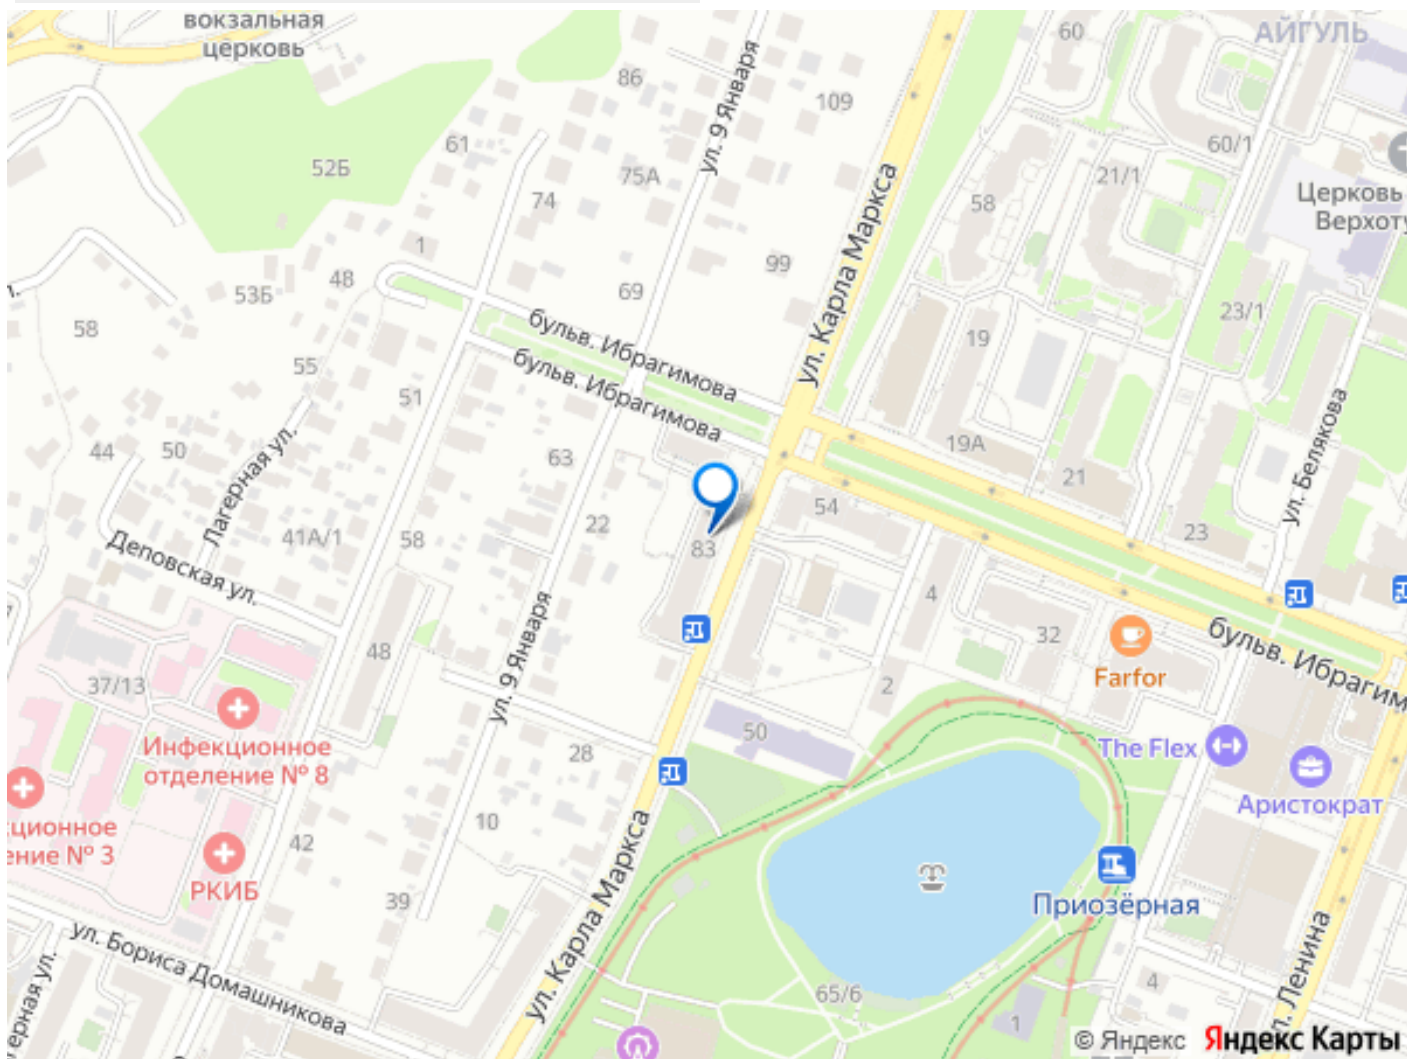 вокзальная
церковь
60
АЙГУЛЬ
86
ул. 9 Января
109
61
60/1
52Б
75А
21/1
74
58
Церковь
Верхоту
1
ул. Карла Маркса
99
48
53Б
69
23/1
58
бульв. Ибрагимова
19
55
бульв. Ибрагимова
51
ул. Белякова
19А
44
50
63
Лагерная ул.
21
54
22
23
41А/1
58
83
Деповская ул.
4
ул. 9 Января
32
бульв. Ибрагим
48
Farfor
37/13
2
50
Инфекционное
отделение № 8
28
The Flex
Аристократ
10
кционное
ение № 3
42
РКИБ
ул. Карла Маркса
39
Приозёрная
ул. Бориса Домашникова
ул. Ленина
ерная ул.
4
65/6
1
© Яндекс Яндекс Карты